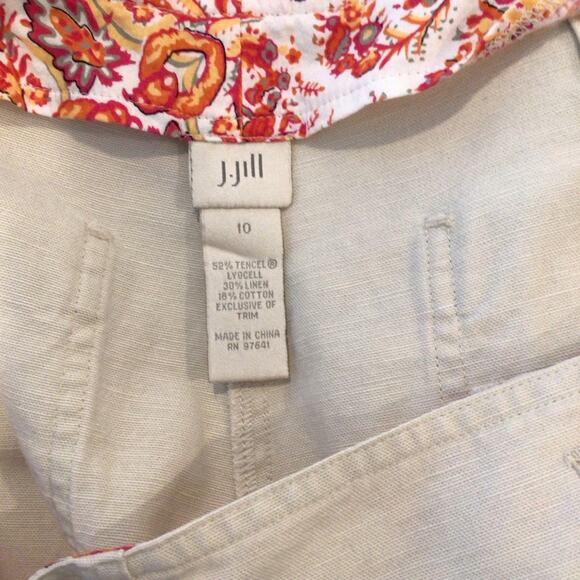 J.Jill
10
52% TENCEL®
LYOCELL
30% LINEN
18% COTTON
EXCLUSIVE OF
TRIM
MADE IN CHINA
RN 97641